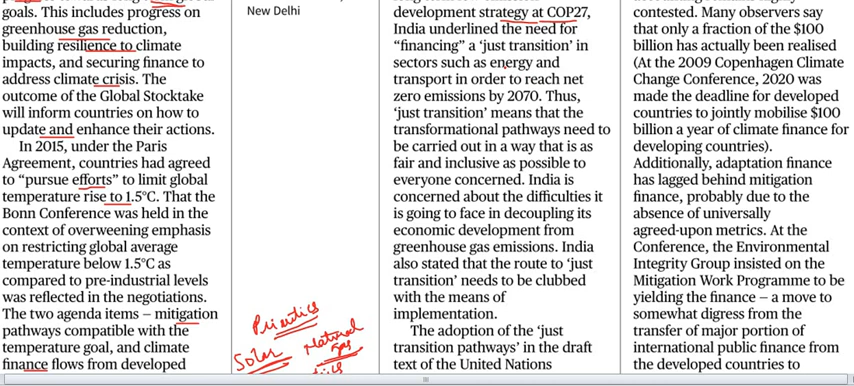 goals. This includes progress on
greenhouse gas reduction,
building resilience to climate
impacts, and securing finance to
address climate crisis. The
outcome of the Global Stocktake
will inform countries on how to
update and enhance their actions.
In 2015, under the Paris
Agreement, countries had agreed
to “pursue efforts” to limit global
temperature rise to 1.5°C. That the
Bonn Conference was held in the
context of overweening emphasis
on restricting global average
temperature below 1.5°C as
compared to pre-industrial levels
was reflected in the negotiations.
The two agenda items – mitigation
pathways compatible with the
temperature goal, and climate
finance flows from developed
New Delhi
Priorities
Solar
Natural
gas
development strategy at COP27,
India underlined the need for
“financing” a ‘just transition’ in
sectors such as energy and
transport in order to reach net
zero emissions by 2070. Thus,
‘just transition’ means that the
transformational pathways need to
be carried out in a way that is as
fair and inclusive as possible to
everyone concerned. India is
concerned about the difficulties it
is going to face in decoupling its
economic development from
greenhouse gas emissions. India
also stated that the route to ‘just
transition’ needs to be clubbed
with the means of
implementation.
The adoption of the ‘just
transition pathways’ in the draft
text of the United Nations
contested. Many observers say
that only a fraction of the $100
billion has actually been realised
(At the 2009 Copenhagen Climate
Change Conference, 2020 was
made the deadline for developed
countries to jointly mobilise $100
billion a year of climate finance for
developing countries).
Additionally, adaptation finance
has lagged behind mitigation
finance, probably due to the
absence of universally
agreed-upon metrics. At the
Conference, the Environmental
Integrity Group insisted on the
Mitigation Work Programme to be
yielding the finance – a move to
somewhat digress from the
transfer of major portion of
international public finance from
the developed countries to